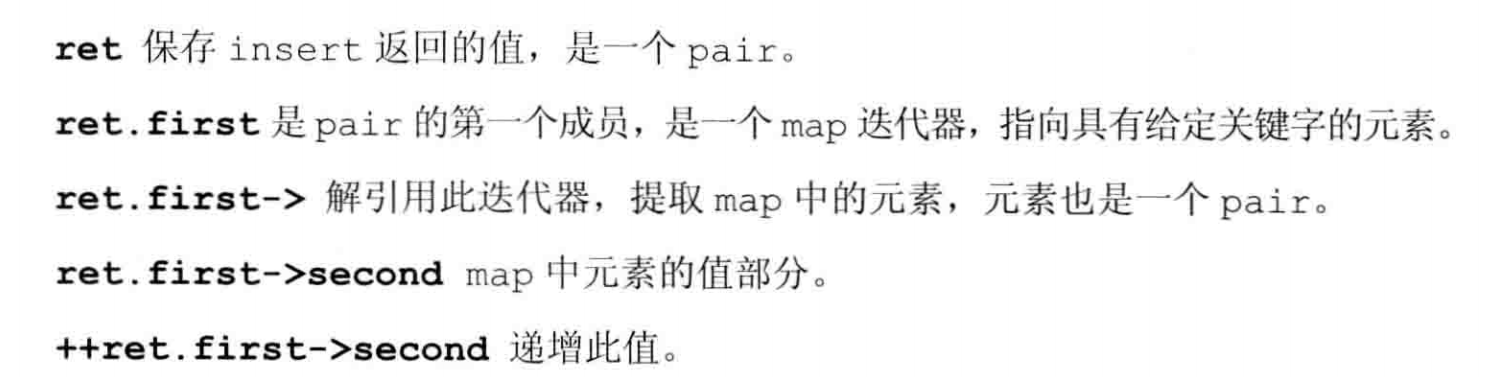 ret 保存 insert 返回的值，是一个 pair。
ret.first 是 pair 的第一个成员，是一个 map 迭代器，指向具有给定关键字的元素。
ret.first-> 解引用此迭代器，提取 map 中的元素，元素也是一个 pair。
ret.first->second map 中元素的值部分。
++ret.first->second 递增此值。